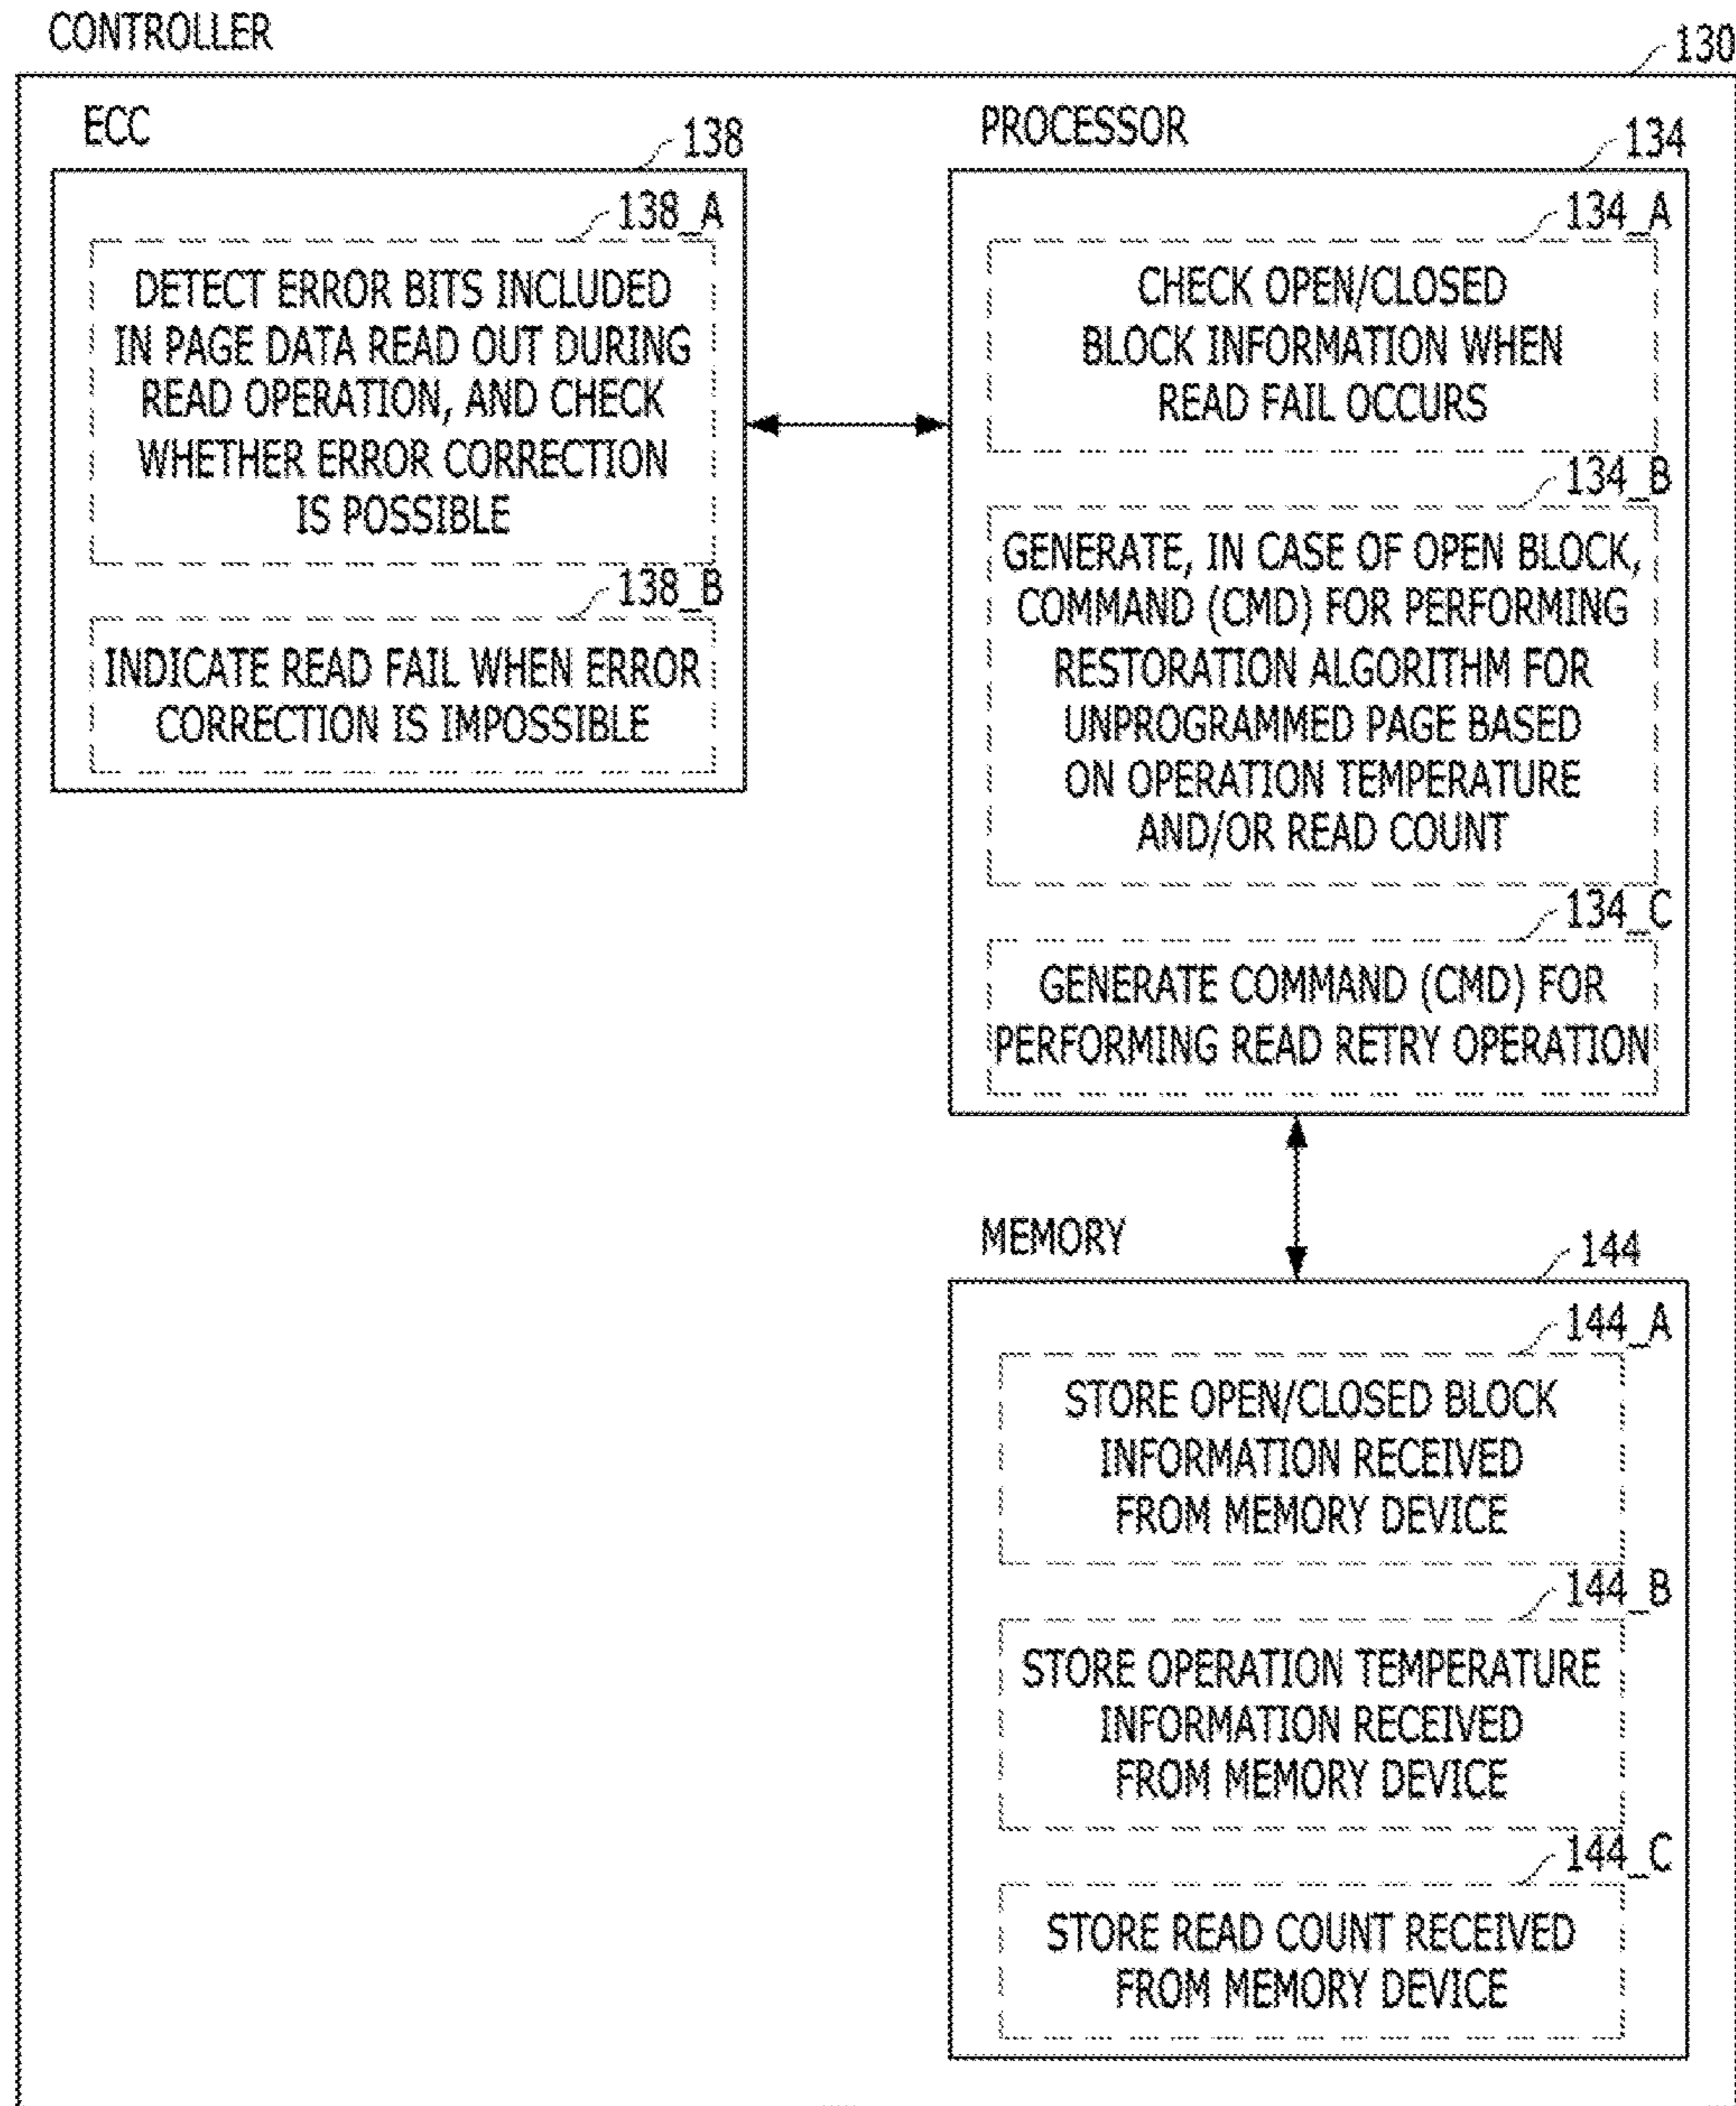 CONTROLLER
130
ECC
138
138_A
DETECT ERROR BITS INCLUDED
IN PAGE DATA READ OUT DURING
READ OPERATION, AND CHECK
WHETHER ERROR CORRECTION
IS POSSIBLE
138_B
INDICATE READ FAIL WHEN ERROR
CORRECTION IS IMPOSSIBLE
PROCESSOR
134
134_A
CHECK OPEN/CLOSED
BLOCK INFORMATION WHEN
READ FAIL OCCURS
134_B
GENERATE, IN CASE OF OPEN BLOCK,
COMMAND (CMD) FOR PERFORMING
RESTORATION ALGORITHM FOR
UNPROGRAMMED PAGE BASED
ON OPERATION TEMPERATURE
AND/OR READ COUNT
134_C
GENERATE COMMAND (CMD) FOR
PERFORMING READ RETRY OPERATION
MEMORY
144
144_A
STORE OPEN/CLOSED BLOCK
INFORMATION RECEIVED
FROM MEMORY DEVICE
144_B
STORE OPERATION TEMPERATURE
INFORMATION RECEIVED
FROM MEMORY DEVICE
144_C
STORE READ COUNT RECEIVED
FROM MEMORY DEVICE